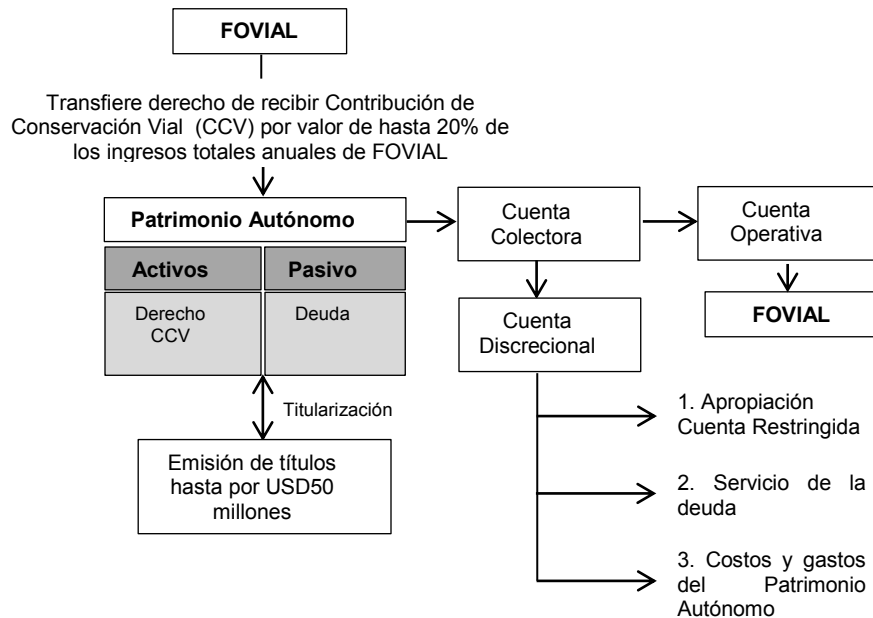 FOVIAL
Transfiere derecho de recibir Contribución de
Conservación Vial (CCV) por valor de hasta 20% de
los ingresos totales anuales de FOVIAL
Patrimonio Autónomo
Activos
Pasivo
Derecho
CCV
Deuda
Titularización
Emisión de títulos
hasta por USD50
millones
Cuenta
Colectora
Cuenta
Operativa
Cuenta
Discrecional
FOVIAL
1. Apropiación
Cuenta Restringida
2. Servicio de la
deuda
3. Costos y gastos
del Patrimonio
Autónomo